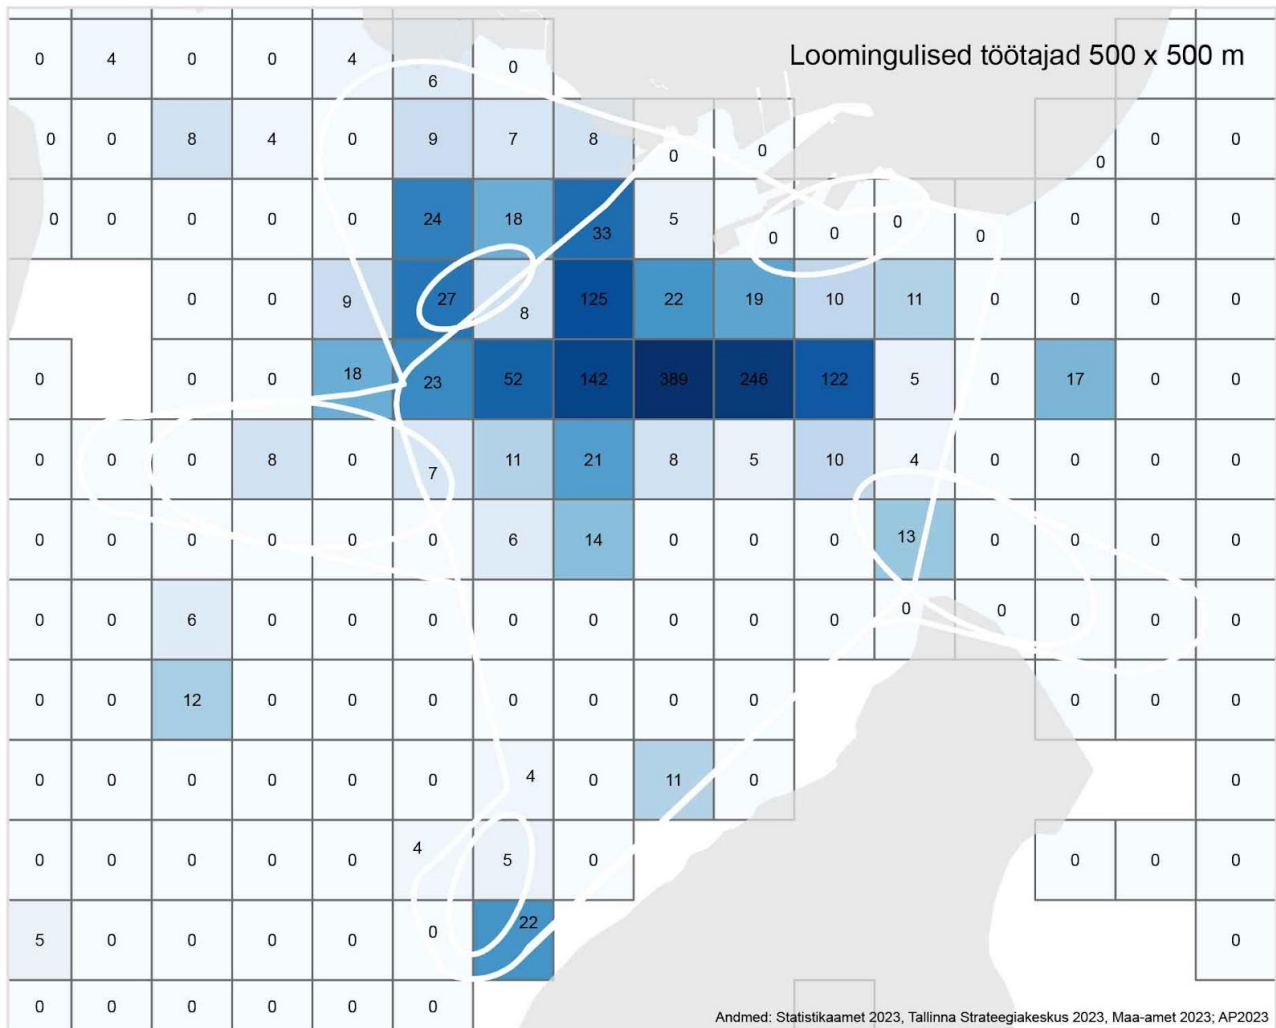 Loomingulised töötajad 500 x 500 m
0 4 0 0 4 6 0
0 0 8 4 0 9 7 8 0 0 0 0 0
0 0 0 0 0 24 18 33 5 0 0 0 0 0 0 0
0 0 9 27 8 125 22 19 10 11 0 0 0 0
0 0 0 18 23 52 142 389 246 122 5 0 17 0 0
0 0 0 8 0 7 11 21 8 5 10 4 0 0 0 0
0 0 0 0 0 0 6 14 0 0 0 13 0 0 0 0
0 0 6 0 0 0 0 0 0 0 0 0 0 0 0 0
0 0 12 0 0 0 0 0 0 0 0 0 0
0 0 0 0 0 0 4 0 11 0 0
0 0 0 0 0 4 5 0 0 0 0
5 0 0 0 0 0 22 0
0 0 0 0 0 0
Andmed: Statistikaamet 2023, Tallinna Strateegiakeskus 2023, Maa-amet 2023; AP2023